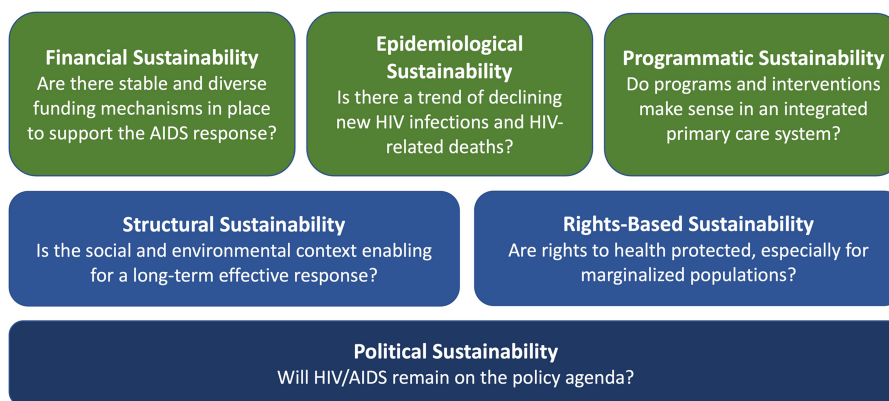 Financial Sustainability
Are there stable and diverse
funding mechanisms in place
to support the AIDS response?
Epidemiological
Sustainability
Is there a trend of declining
new HIV infections and HIV-
related deaths?
Programmatic Sustainability
Do programs and interventions
make sense in an integrated
primary care system?
Structural Sustainability
Is the social and environmental context enabling
for a long-term effective response?
Rights-Based Sustainability
Are rights to health protected, especially for
marginalized populations?
Political Sustainability
Will HIV/AIDS remain on the policy agenda?